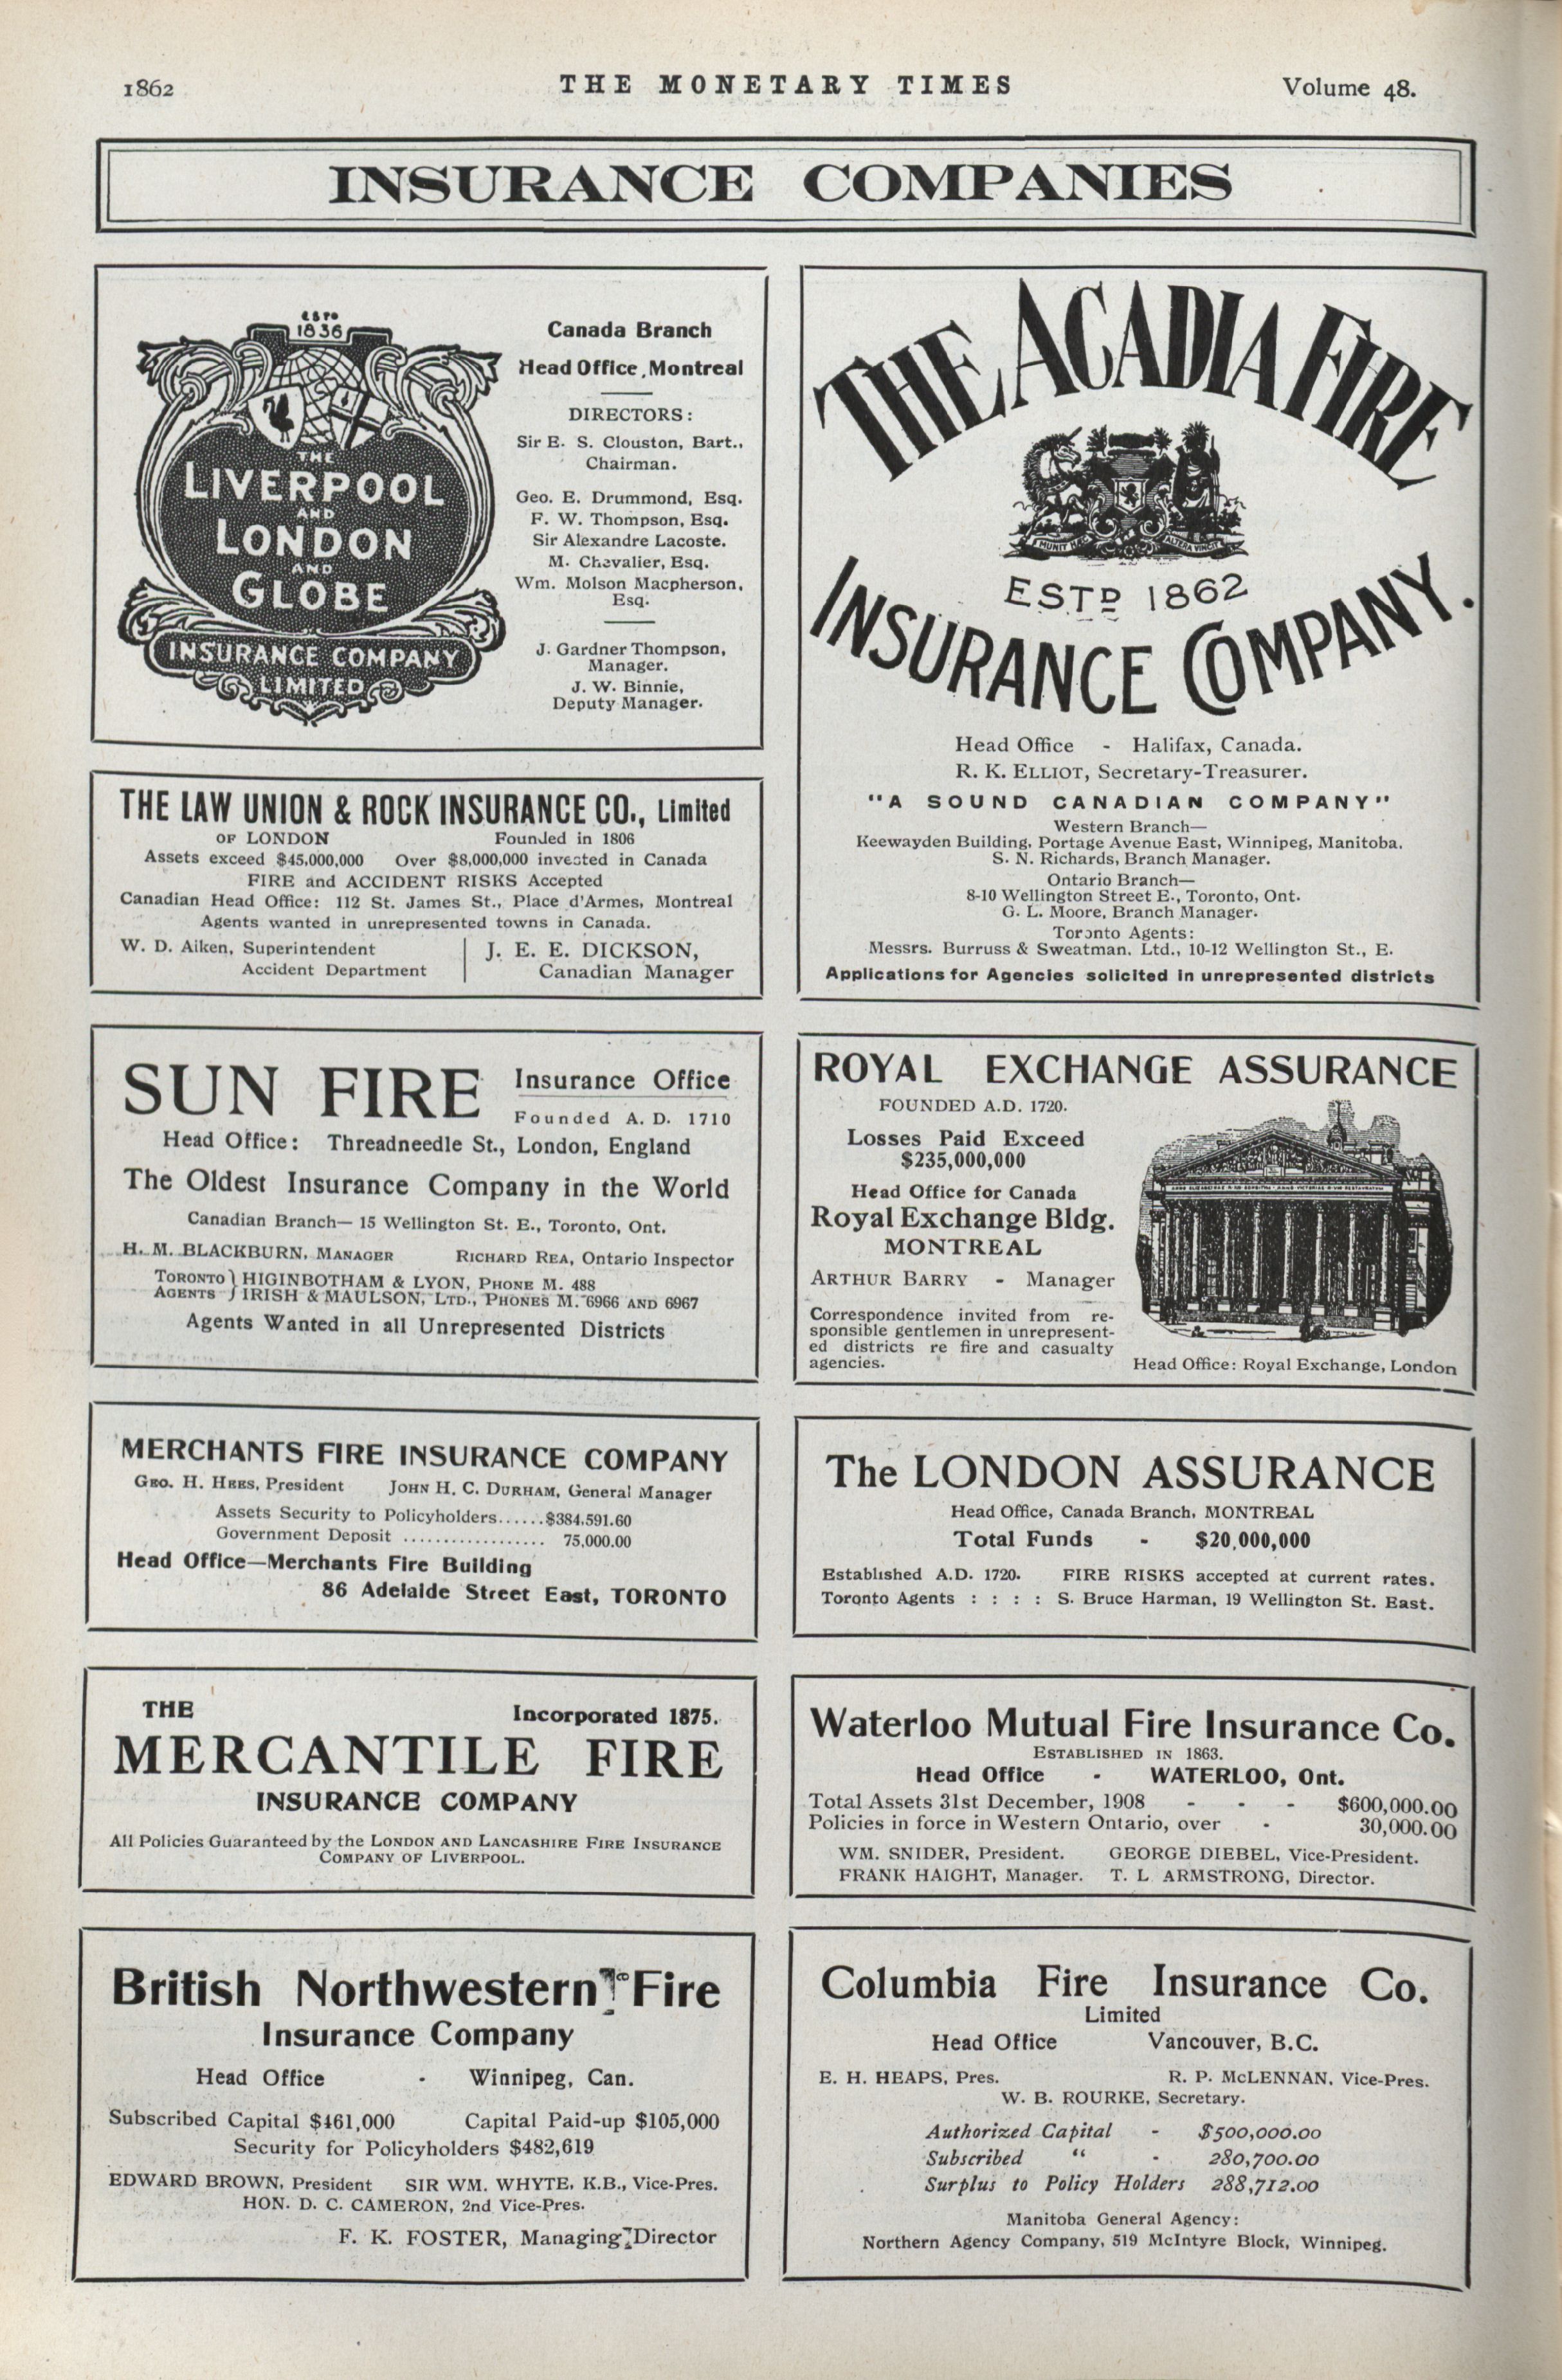 1862
THE MONETARY TIMES
Volume 48.
INSURANCE COMPANIES
ESTD
1836
THE
LIVERPOOL
AND
LONDON
AND
GLOBE
INSURANCE COMPANY
LIMITED
Canada Branch
Head Office, Montreal
DIRECTORS:
Sir E. S. Clouston, Bart.,
Chairman.
Geo. E. Drummond, Esq.
F. W. Thompson, Esq.
Sir Alexandre Lacoste.
M. Chevalier, Esq.
Wm. Molson Macpherson,
Esq.
J. Gardner Thompson,
Manager.
J. W. Binnie,
Deputy Manager.
THE LAW UNION & ROCK INSURANCE CO., Limited
OF LONDON Founded in 1806
Assets exceed $45,000,000 Over $8,000,000 invested in Canada
FIRE and ACCIDENT RISKS Accepted
Canadian Head Office: 112 St. James St., Place d'Armes, Montreal
Agents wanted in unrepresented towns in Canada.
W. D. Aiken, Superintendent
Accident Department
J. E. E. DICKSON,
Canadian Manager
THE ACADIA FIRE
MUNIT HÆC ALTERA VINCIT
ESTD 1862
INSURANCE COMPANY.
Head Office - Halifax, Canada.
R. K. ELLIOT, Secretary-Treasurer.
"A SOUND CANADIAN COMPANY"
Western Branch—
Keewayden Building, Portage Avenue East, Winnipeg, Manitoba.
S. N. Richards, Branch Manager.
Ontario Branch—
8-10 Wellington Street E., Toronto, Ont.
G. L. Moore, Branch Manager.
Toronto Agents:
Messrs. Burruss & Sweatman, Ltd., 10-12 Wellington St., E.
Applications for Agencies solicited in unrepresented districts
SUN FIRE Insurance Office
Founded A. D. 1710
Head Office: Threadneedle St., London, England
The Oldest Insurance Company in the World
Canadian Branch— 15 Wellington St. E., Toronto, Ont.
H. M. BLACKBURN, MANAGER RICHARD REA, Ontario Inspector
TORONTO } HIGINBOTHAM & LYON, PHONE M. 488
AGENTS } IRISH & MAULSON, LTD., PHONES M. 6966 AND 6967
Agents Wanted in all Unrepresented Districts
ROYAL EXCHANGE ASSURANCE
FOUNDED A.D. 1720.
Losses Paid Exceed
$235,000,000
Head Office for Canada
Royal Exchange Bldg.
MONTREAL
ARTHUR BARRY - Manager
Correspondence invited from re-
sponsible gentlemen in unrepresent-
ed districts re fire and casualty
agencies.
Head Office: Royal Exchange, London
MERCHANTS FIRE INSURANCE COMPANY
GEO. H. HEES, President JOHN H. C. DURHAM, General Manager
Assets Security to Policyholders......$384,591.60
Government Deposit .................. 75,000.00
Head Office—Merchants Fire Building
86 Adelaide Street East, TORONTO
The LONDON ASSURANCE
Head Office, Canada Branch, MONTREAL
Total Funds - $20,000,000
Established A.D. 1720. FIRE RISKS accepted at current rates.
Toronto Agents : : : : S. Bruce Harman, 19 Wellington St. East.
THE Incorporated 1875.
MERCANTILE FIRE
INSURANCE COMPANY
All Policies Guaranteed by the LONDON AND LANCASHIRE FIRE INSURANCE
COMPANY OF LIVERPOOL.
Waterloo Mutual Fire Insurance Co.
ESTABLISHED IN 1863.
Head Office - WATERLOO, Ont.
Total Assets 31st December, 1908 - - - $600,000.00
Policies in force in Western Ontario, over - 30,000.00
WM. SNIDER, President. GEORGE DIEBEL, Vice-President.
FRANK HAIGHT, Manager. T. L ARMSTRONG, Director.
British Northwestern Fire
Insurance Company
Head Office - Winnipeg, Can.
Subscribed Capital $461,000 Capital Paid-up $105,000
Security for Policyholders $482,619
EDWARD BROWN, President SIR WM. WHYTE, K.B., Vice-Pres.
HON. D. C. CAMERON, 2nd Vice-Pres.
F. K. FOSTER, Managing Director
Columbia Fire Insurance Co.
Limited
Head Office Vancouver, B.C.
E. H. HEAPS, Pres. R. P. McLENNAN, Vice-Pres.
W. B. ROURKE, Secretary.
Authorized Capital - $500,000.00
Subscribed " - 280,700.00
Surplus to Policy Holders 288,712.00
Manitoba General Agency:
Northern Agency Company, 519 McIntyre Block, Winnipeg.